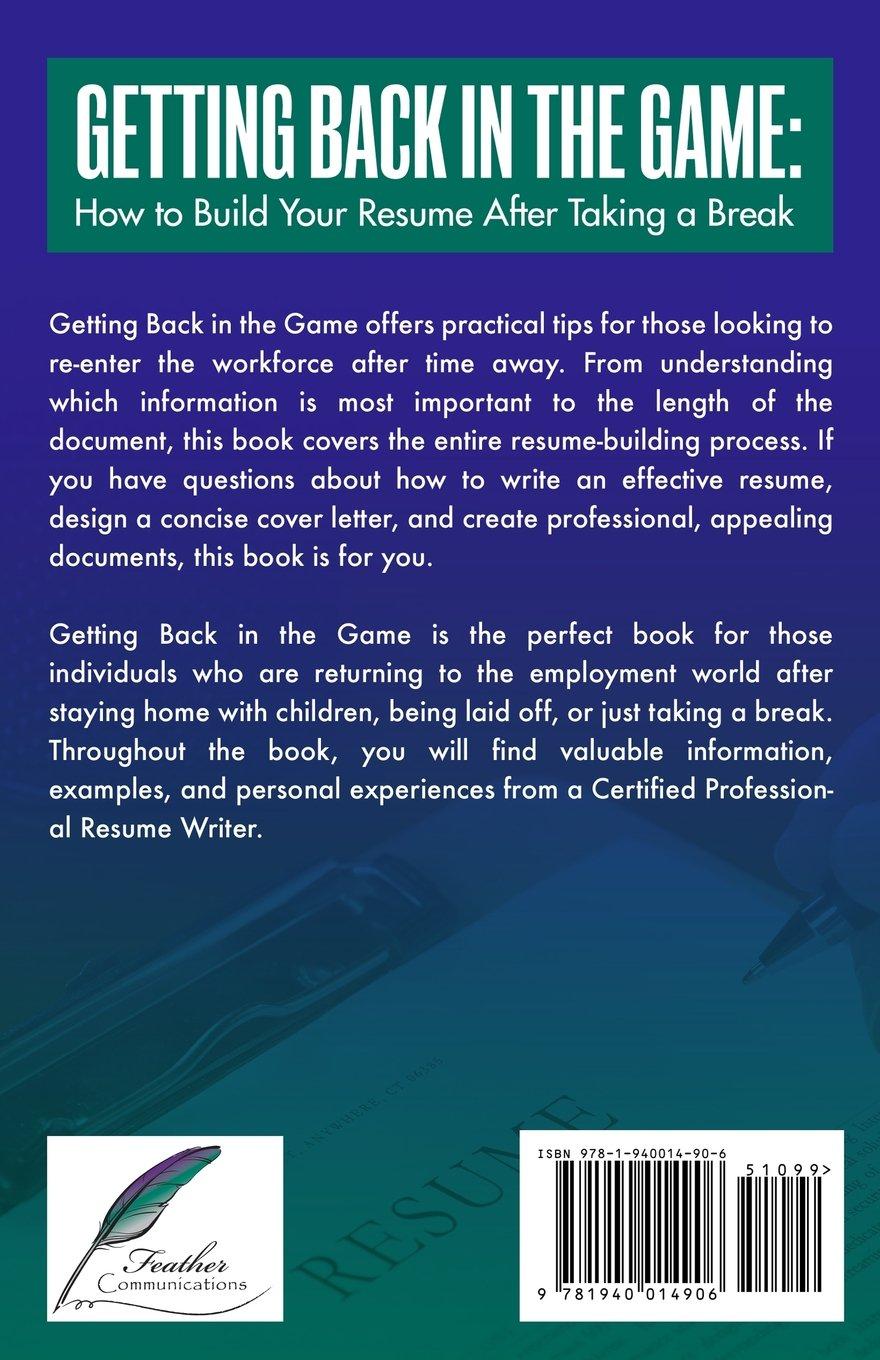 GETTING BACK IN THE GAME:
How to Build Your Resume After Taking a Break
Getting Back in the Game offers practical tips for those looking to
re-enter the workforce after time away. From understanding
which information is most important to the length of the
document, this book covers the entire resume-building process. If
you have questions about how to write an effective resume,
design a concise cover letter, and create professional, appealing
documents, this book is for you.
Getting Back in the Game is the perfect book for those
individuals who are returning to the employment world after
staying home with children, being laid off, or just taking a break.
Throughout the book, you will find valuable information,
examples, and personal experiences from a Certified Profession-
al Resume Writer.
ANYWHERE, CT 06385
RESUME
Feather
Communications
ISBN 978-1-940014-90-6
51099>
9 781940 014906